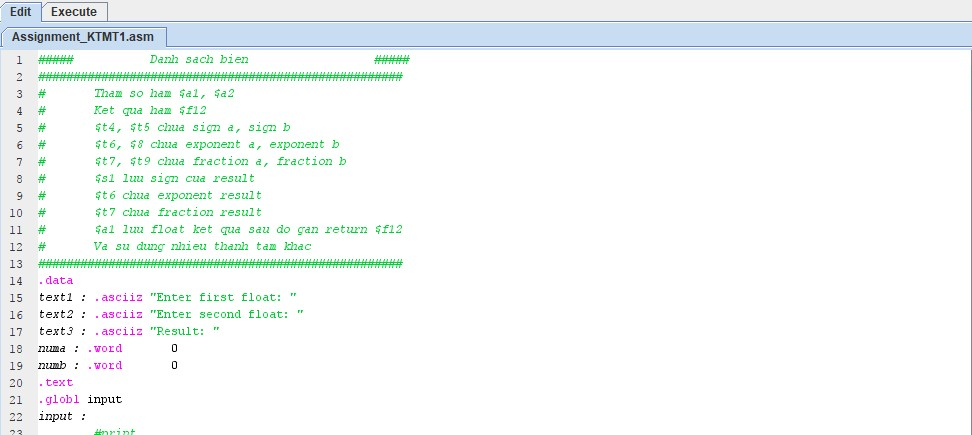 Edit Execute
Assignment_KTMT1.asm
1 ##### Danh sach bien #####
2 ####################################################
3 # Tham so ham $a1, $a2
4 # Ket qua ham $f12
5 # $t4, $t5 chua sign a, sign b
6 # $t6, $8 chua exponent a, exponent b
7 # $t7, $t9 chua fraction a, fraction b
8 # $s1 luu sign cua result
9 # $t6 chua exponent result
10 # $t7 chua fraction result
11 # $a1 luu float ket qua sau do gan return $f12
12 # Va su dung nhieu thanh tam khac
13 ####################################################
14 .data
15 text1 : .asciiz "Enter first float: "
16 text2 : .asciiz "Enter second float: "
17 text3 : .asciiz "Result: "
18 numa : .word 0
19 numb : .word 0
20 .text
21 .globl input
22 input :
23 #print